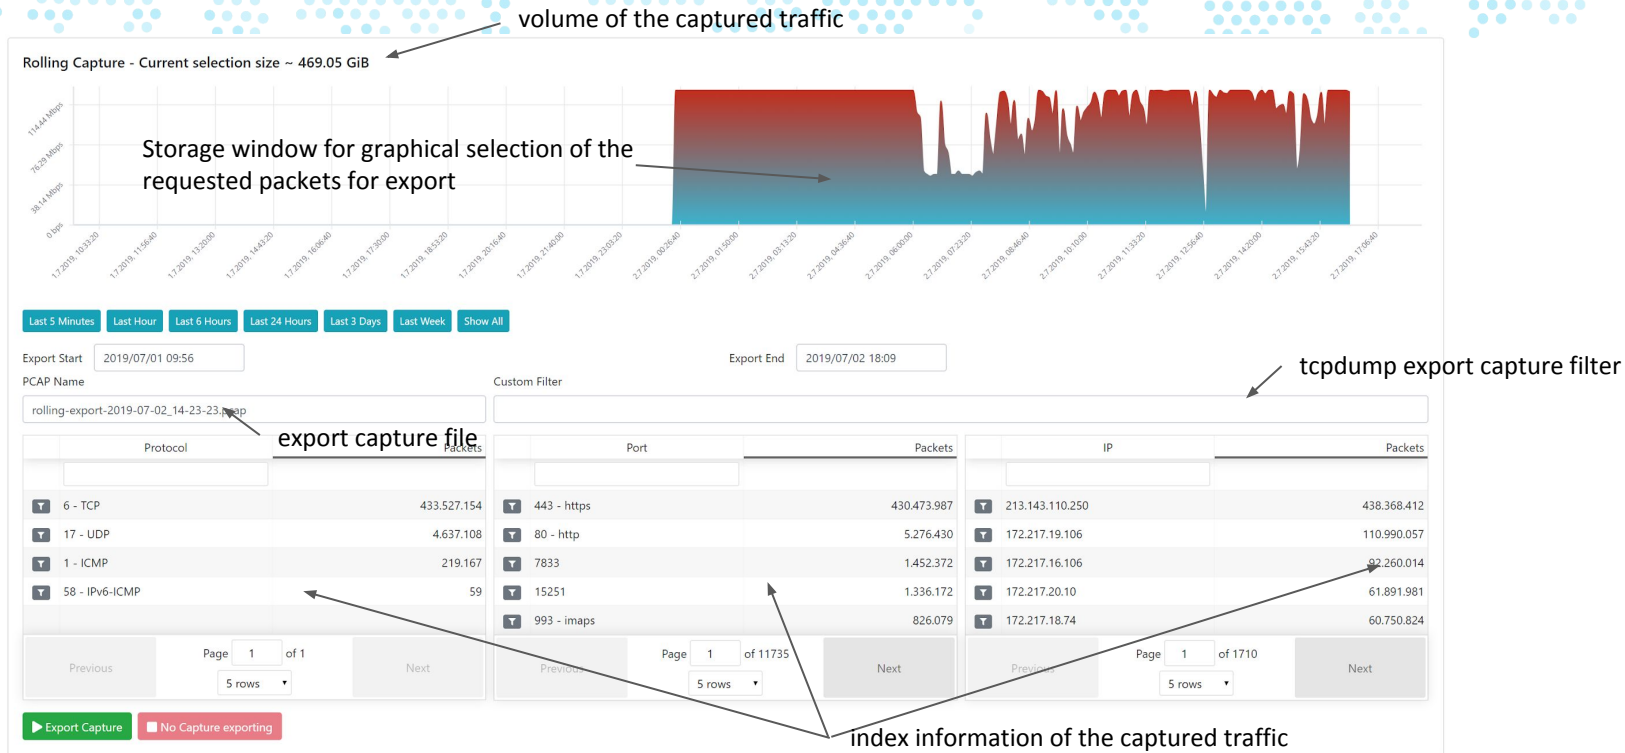 volume of the captured traffic
Rolling Capture - Current selection size ~ 469.05 GiB
114.44 Mbps
76.29 Mbps
38.14 Mbps
0 bps
Storage window for graphical selection of the
requested packets for export
1.7.2019, 10:33:20
1.7.2019, 11:56:40
1.7.2019, 13:20:00
1.7.2019, 14:43:20
1.7.2019, 16:06:40
1.7.2019, 17:30:00
1.7.2019, 18:53:20
1.7.2019, 20:16:40
1.7.2019, 21:40:00
1.7.2019, 23:03:20
2.7.2019, 00:26:40
2.7.2019, 01:50:00
2.7.2019, 03:13:20
2.7.2019, 04:36:40
2.7.2019, 06:00:00
2.7.2019, 07:23:20
2.7.2019, 08:46:40
2.7.2019, 10:10:00
2.7.2019, 11:33:20
2.7.2019, 12:56:40
2.7.2019, 14:20:00
2.7.2019, 15:43:20
2.7.2019, 17:06:40
Last 5 Minutes Last Hour Last 6 Hours Last 24 Hours Last 3 Days Last Week Show All
Export Start 2019/07/01 09:56 Export End 2019/07/02 18:09
tcpdump export capture filter
PCAP Name Custom Filter
rolling-export-2019-07-02_14-23-23.pcap
export capture file
Protocol Packets Port Packets IP Packets
6 - TCP 433.527.154 443 - https 430.473.987 213.143.110.250 438.368.412
17 - UDP 4.637.108 80 - http 5.276.430 172.217.19.106 110.990.057
1 - ICMP 219.167 7833 1.452.372 172.217.16.106 92.260.014
58 - IPv6-ICMP 59 15251 1.336.172 172.217.20.10 61.891.981
993 - imaps 826.079 172.217.18.74 60.750.824
Previous Page 1 of 1 Next Previous Page 1 of 11735 Next Previous Page 1 of 1710 Next
5 rows 5 rows 5 rows
Export Capture No Capture exporting
index information of the captured traffic